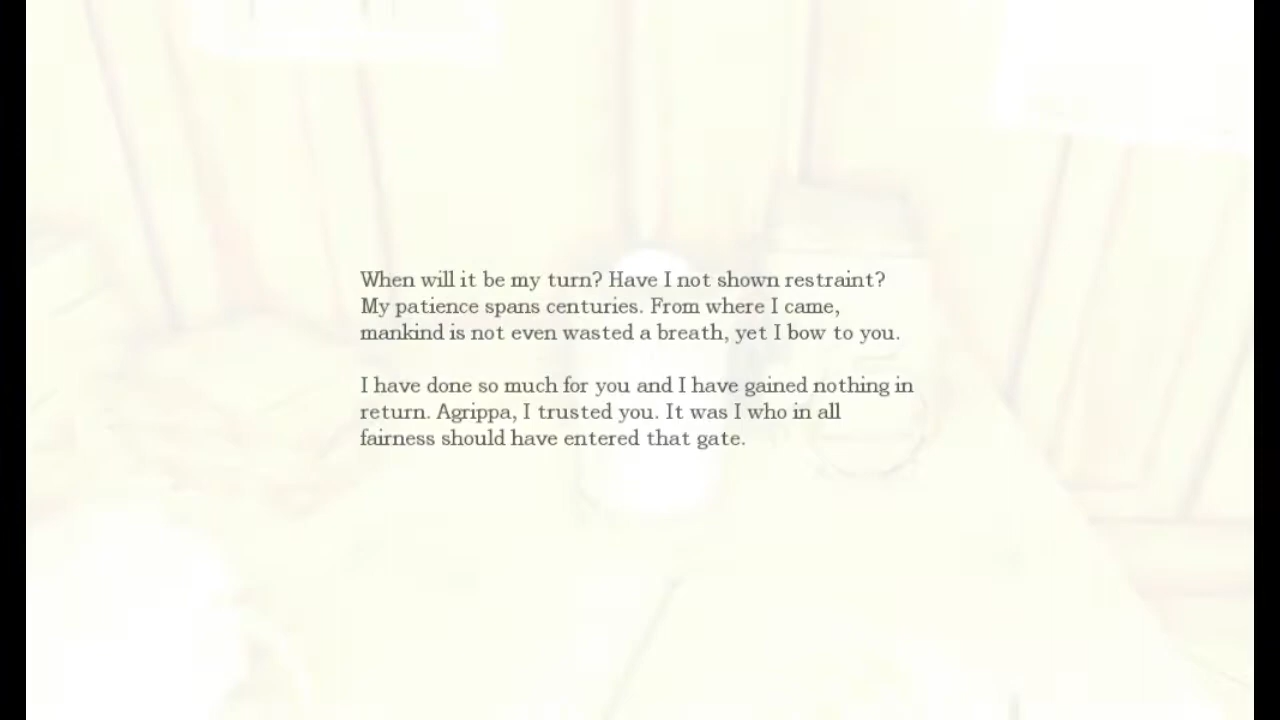 When will it be my turn? Have I not shown restraint?
My patience spans centuries. From where I came,
mankind is not even wasted a breath, yet I bow to you.
I have done so much for you and I have gained nothing in
return. Agrippa, I trusted you. It was I who in all
fairness should have entered that gate.